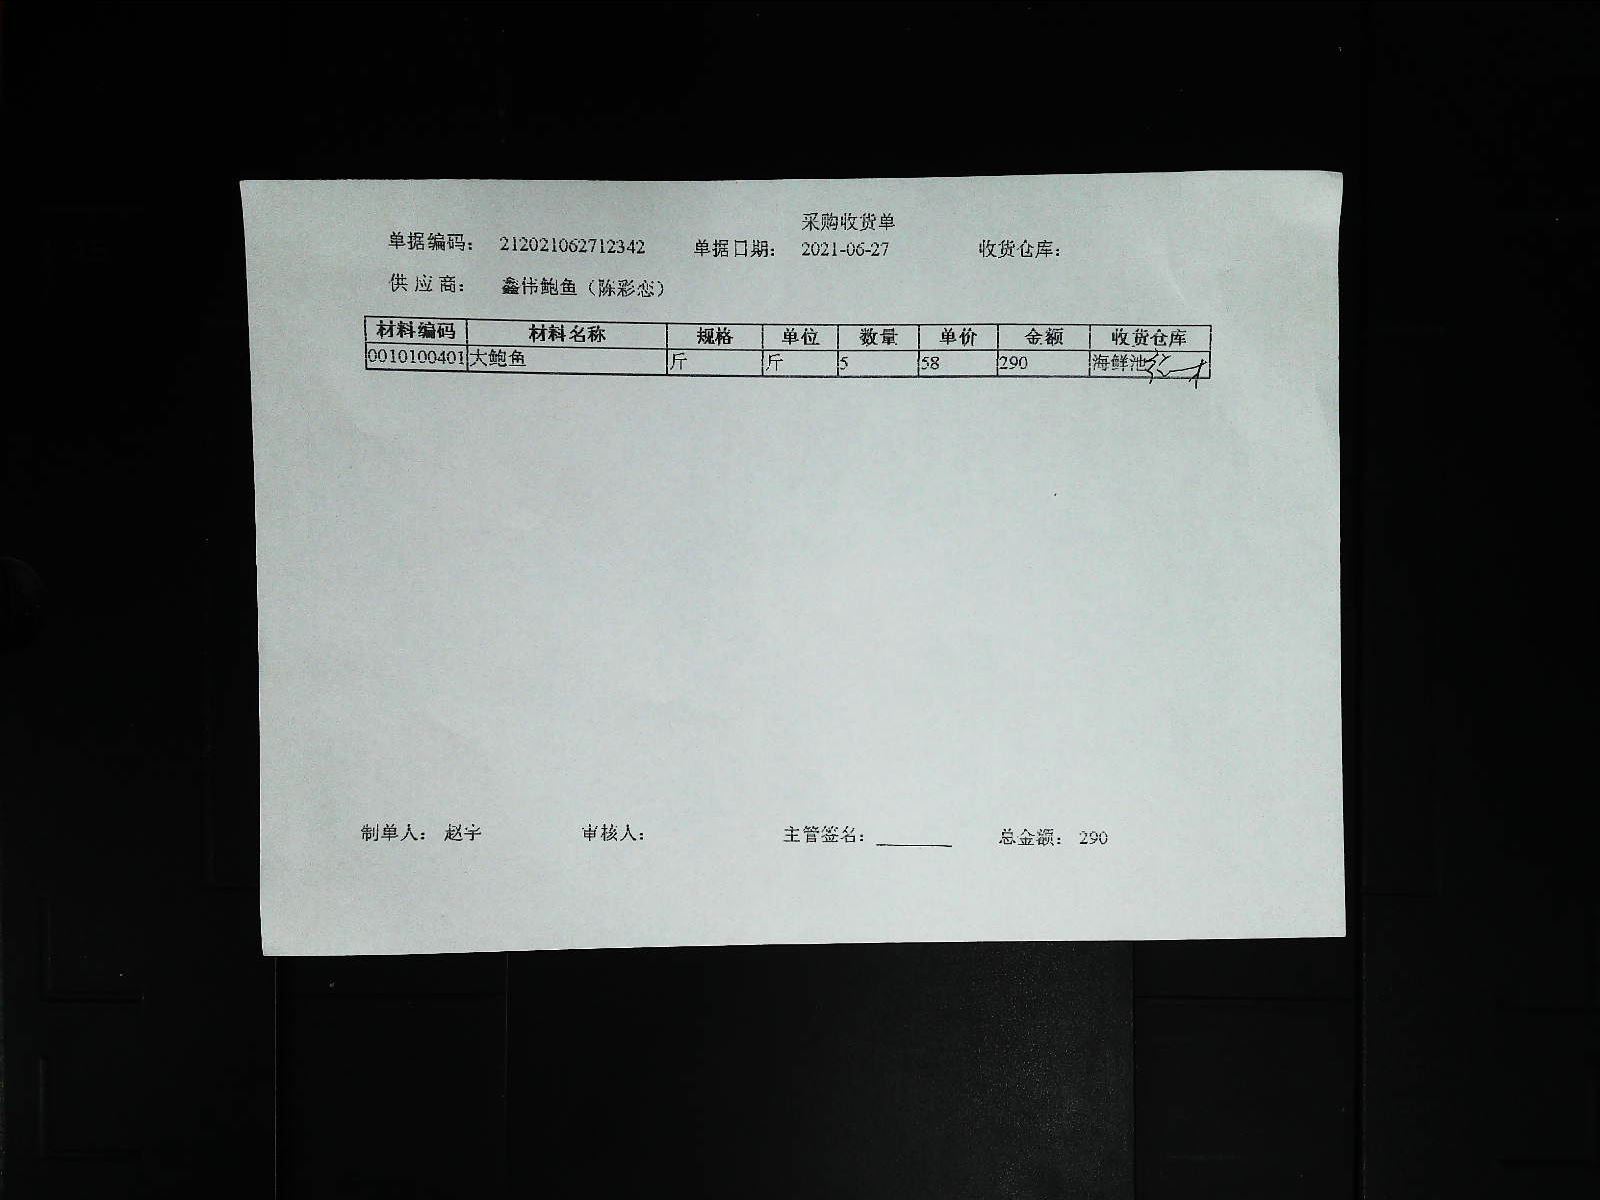 采购收货单
单据编码： 212021062712342 单据日期： 2021-06-27 收货仓库：
供 应 商： 鑫伟鲍鱼（陈彩恋）
材料编码 材料名称 规格 单位 数量 单价 金额 收货仓库
0010100401 大鲍鱼 斤 斤 5 58 290 海鲜池
制单人： 赵宇 审核人： 主管签名： ______ 总金额： 290